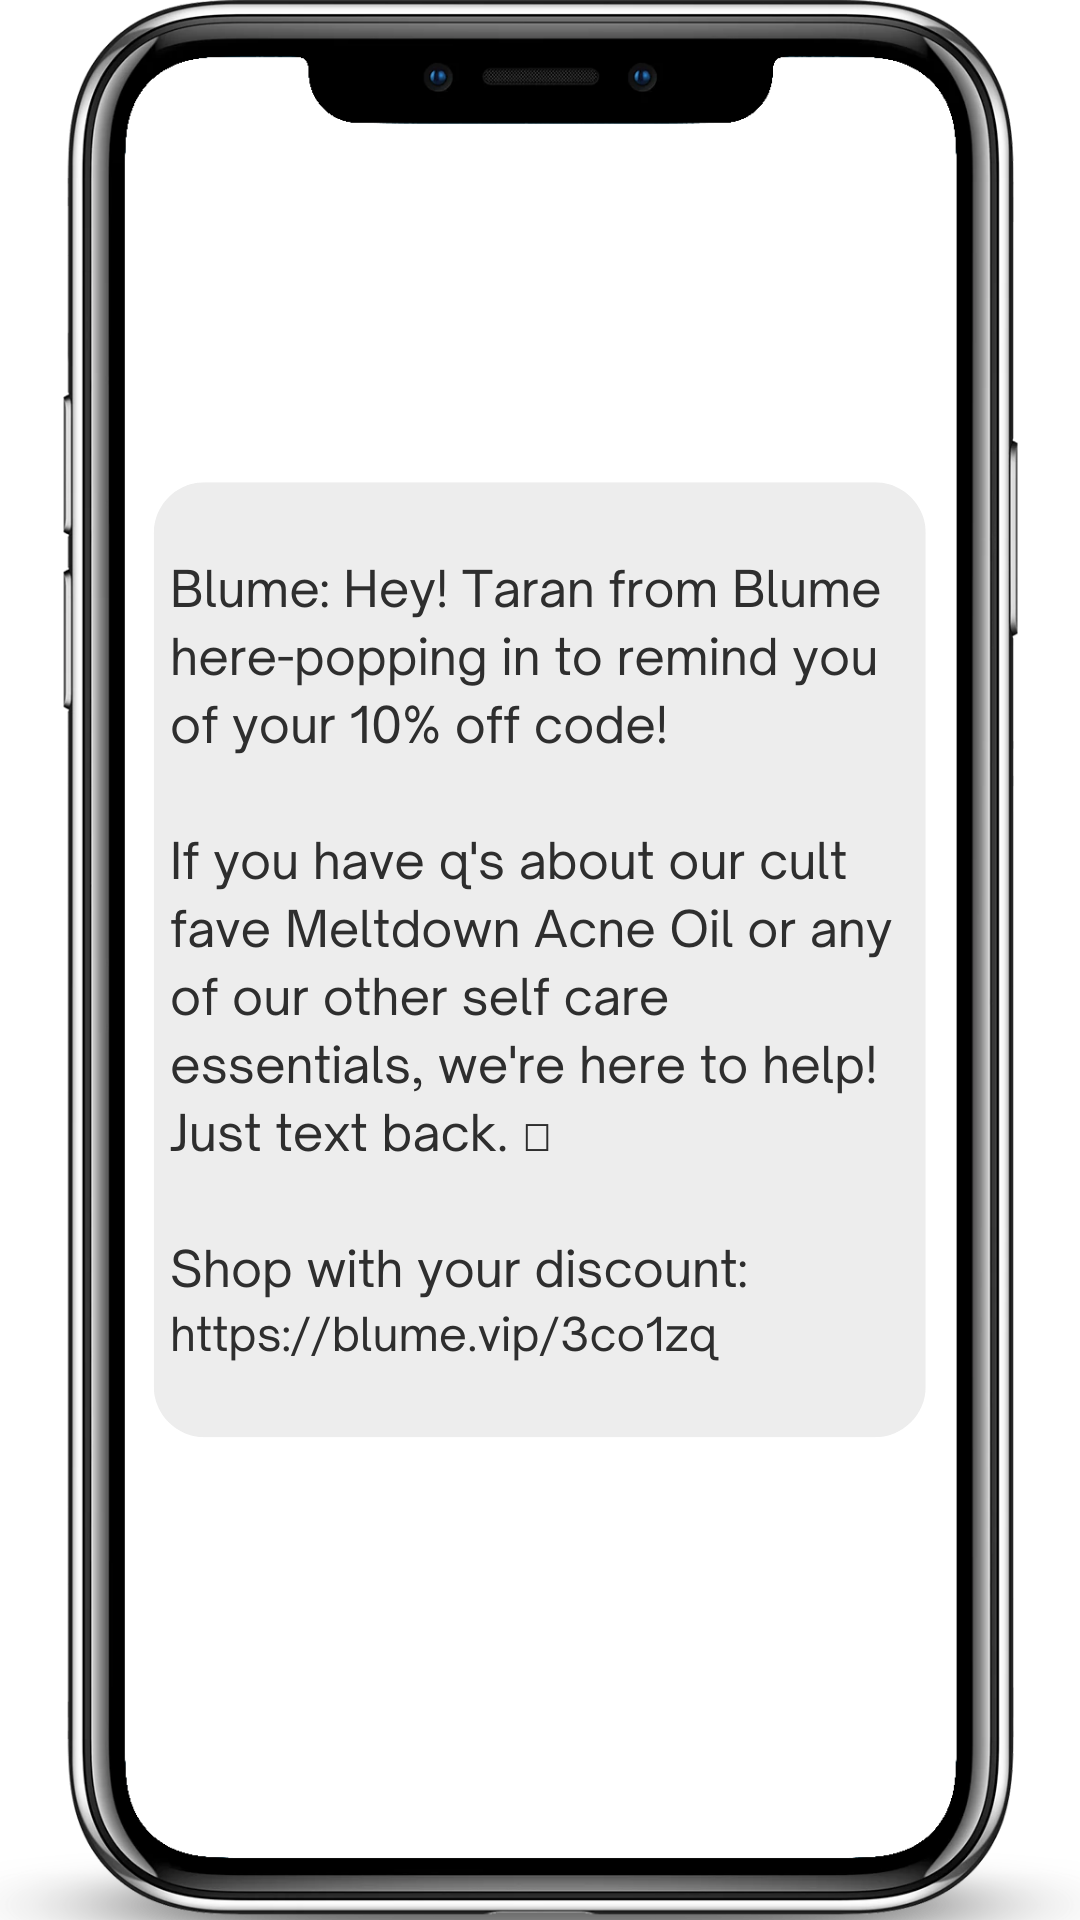 Blume: Hey! Taran from Blume
here-popping in to remind you
of your 10% off code!
If you have q's about our cult
fave Meltdown Acne Oil or any
of our other self care
essentials, we're here to help!
Just text back. □
Shop with your discount:
https://blume.vip/3co1zq